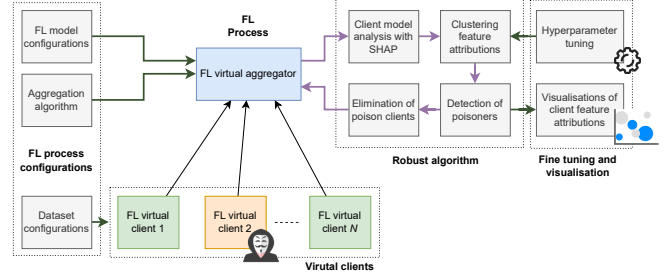 FL model
configurations
Aggregation
algorithm
FL process
configurations
Dataset
configurations
FL
Process
FL virtual aggregator
FL virtual
client 1
FL virtual
client 2
FL virtual
client N
Virutal clients
Client model
analysis with
SHAP
Clustring
feature
attributions
Elimination of
poison clients
Detection of
poisoners
Robust algorithm
Hyperparameter
tuning
Visualisations of
client feature
attributions
Fine tuning and
visualisation